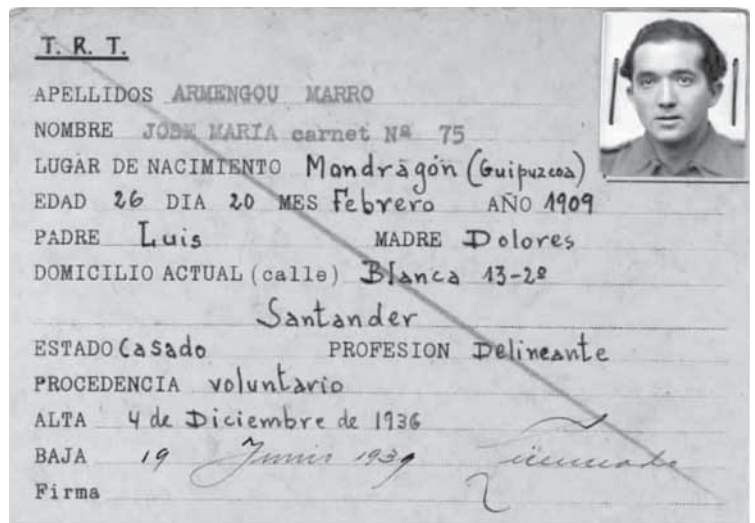 T. R. T.
APELLIDOS ARMENGOU MARRO
NOMBRE JOSE MARIA carnet Nº 75
LUGAR DE NACIMIENTO Mondragón (Guipuzcoa)
EDAD 26 DIA 20 MES Febrero AÑO 1909
PADRE Luis MADRE Dolores
DOMICILIO ACTUAL (calle) Blanca 13-2º
Santander
ESTADO Casado PROFESION Delineante
PROCEDENCIA voluntario
ALTA 4 de Diciembre de 1936
BAJA 19 Junio 1939 Licenciado
Firma